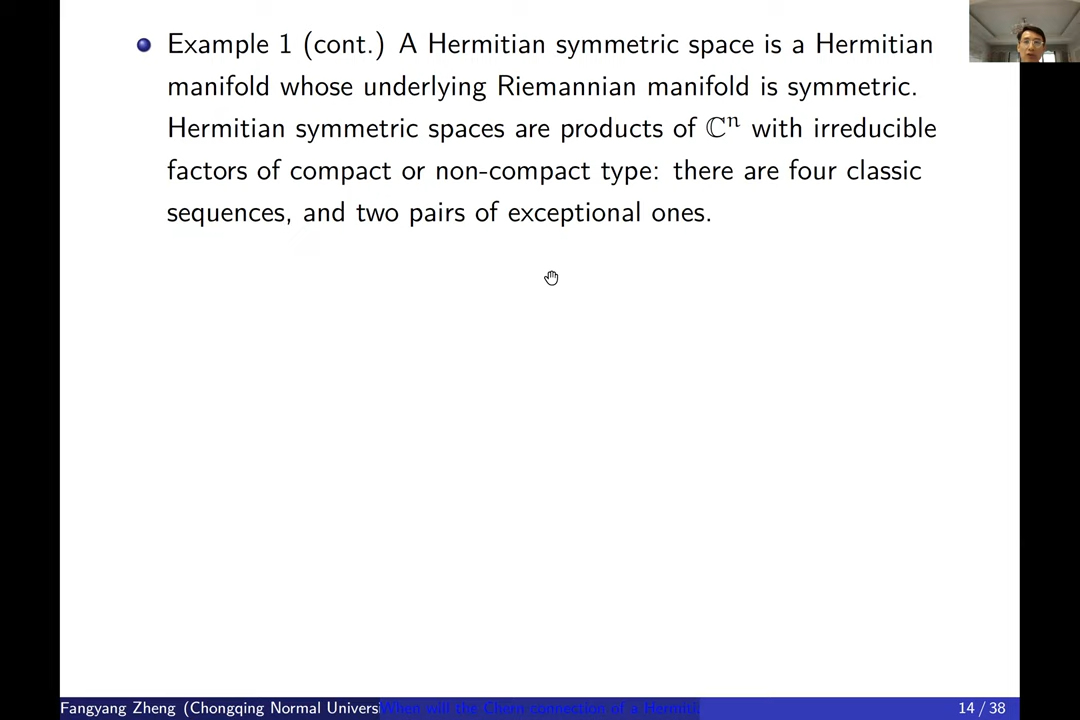 Example 1 (cont.) A Hermitian symmetric space is a Hermitian
manifold whose underlying Riemannian manifold is symmetric.
Hermitian symmetric spaces are products of ℂⁿ with irreducible
factors of compact or non-compact type: there are four classic
sequences, and two pairs of exceptional ones.
Fangyang Zheng (Chongqing Normal Universi When will the Chern connection of a Hermiti. 14 / 38